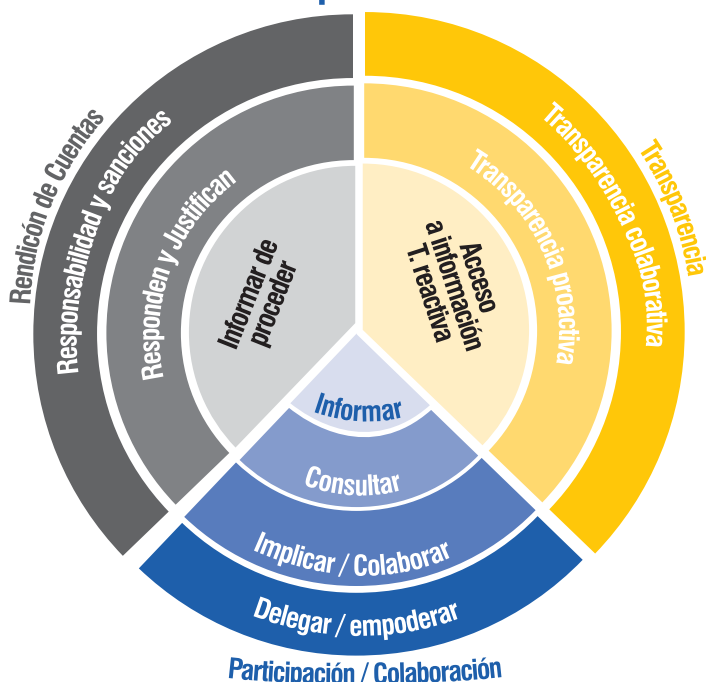 Rendicón de Cuentas
Responsabilidad y sanciones
Responden y Justifican
Informar de
proceder
Transparencia
Transparencia colaborativa
Transparencia proactiva
Acceso
a información
T. reactiva
Informar
Consultar
Implicar / Colaborar
Delegar / empoderar
Participación / Colaboración